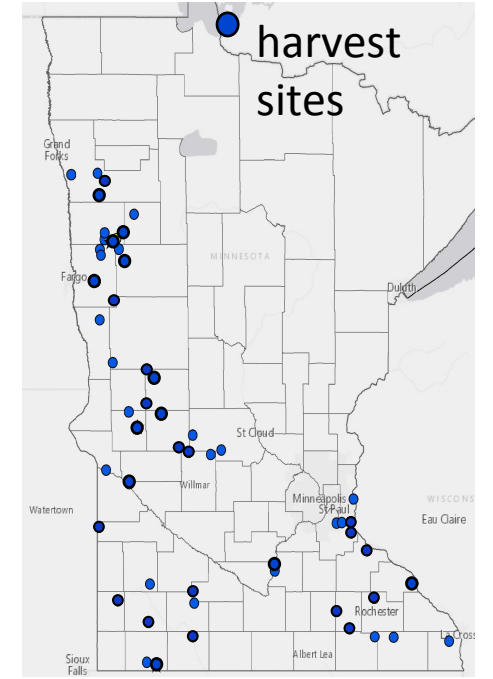 harvest
sites
Grand
Forks
MINNESOTA
Fargo
Duluth
St Cloud
Willmar
Minneapolis
St Paul
WISCONS
Watertown
Eau Claire
Rochester
La Cross
Albert Lea
Sioux
Falls